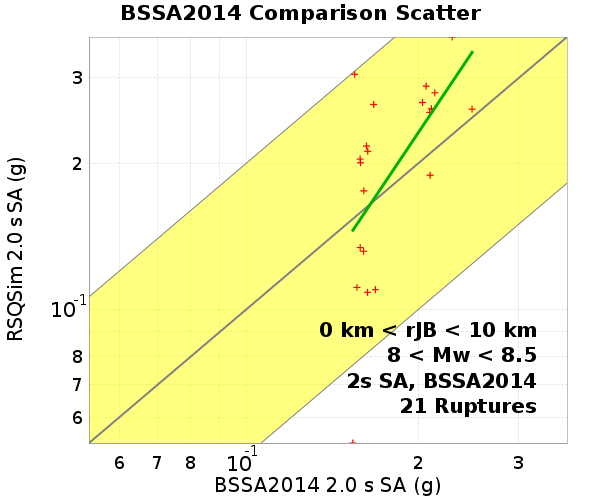 BSSA2014 Comparison Scatter
RSQSim 2.0 s SA (g)
3
2
10^-1
8
7
6
0 km < rJB < 10 km
8 < Mw < 8.5
2s SA, BSSA2014
21 Ruptures
6 7 8 10^-1 2 3
BSSA2014 2.0 s SA (g)